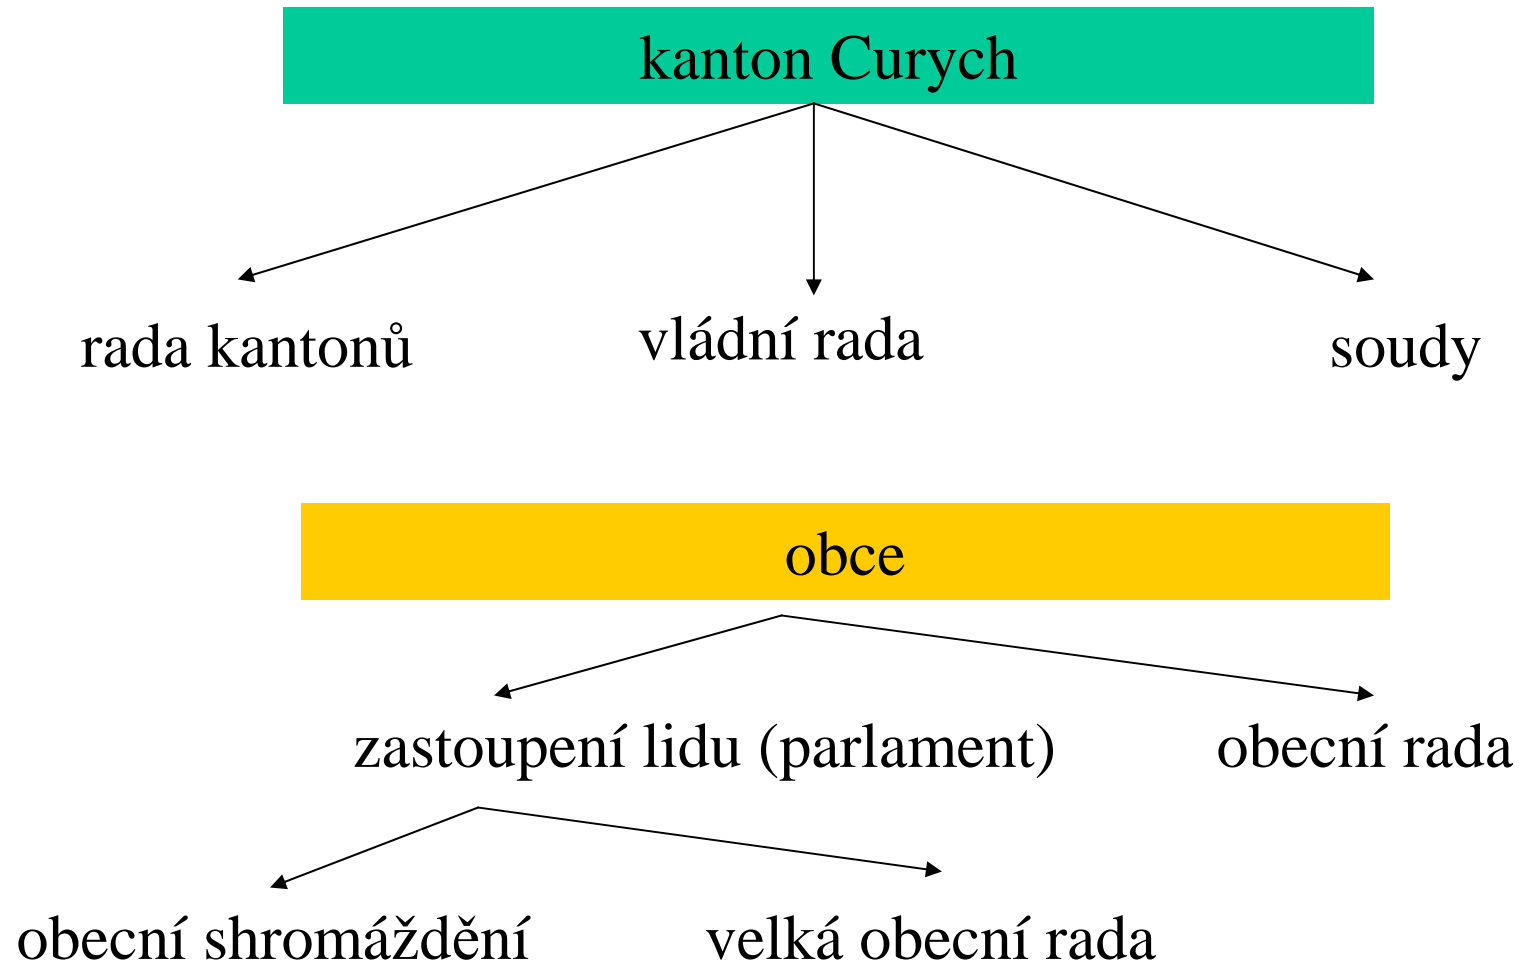 kanton Curych
rada kantonů
vládní rada
soudy
obce
zastoupení lidu (parlament)
obecní rada
obecní shromáždění
velká obecní rada